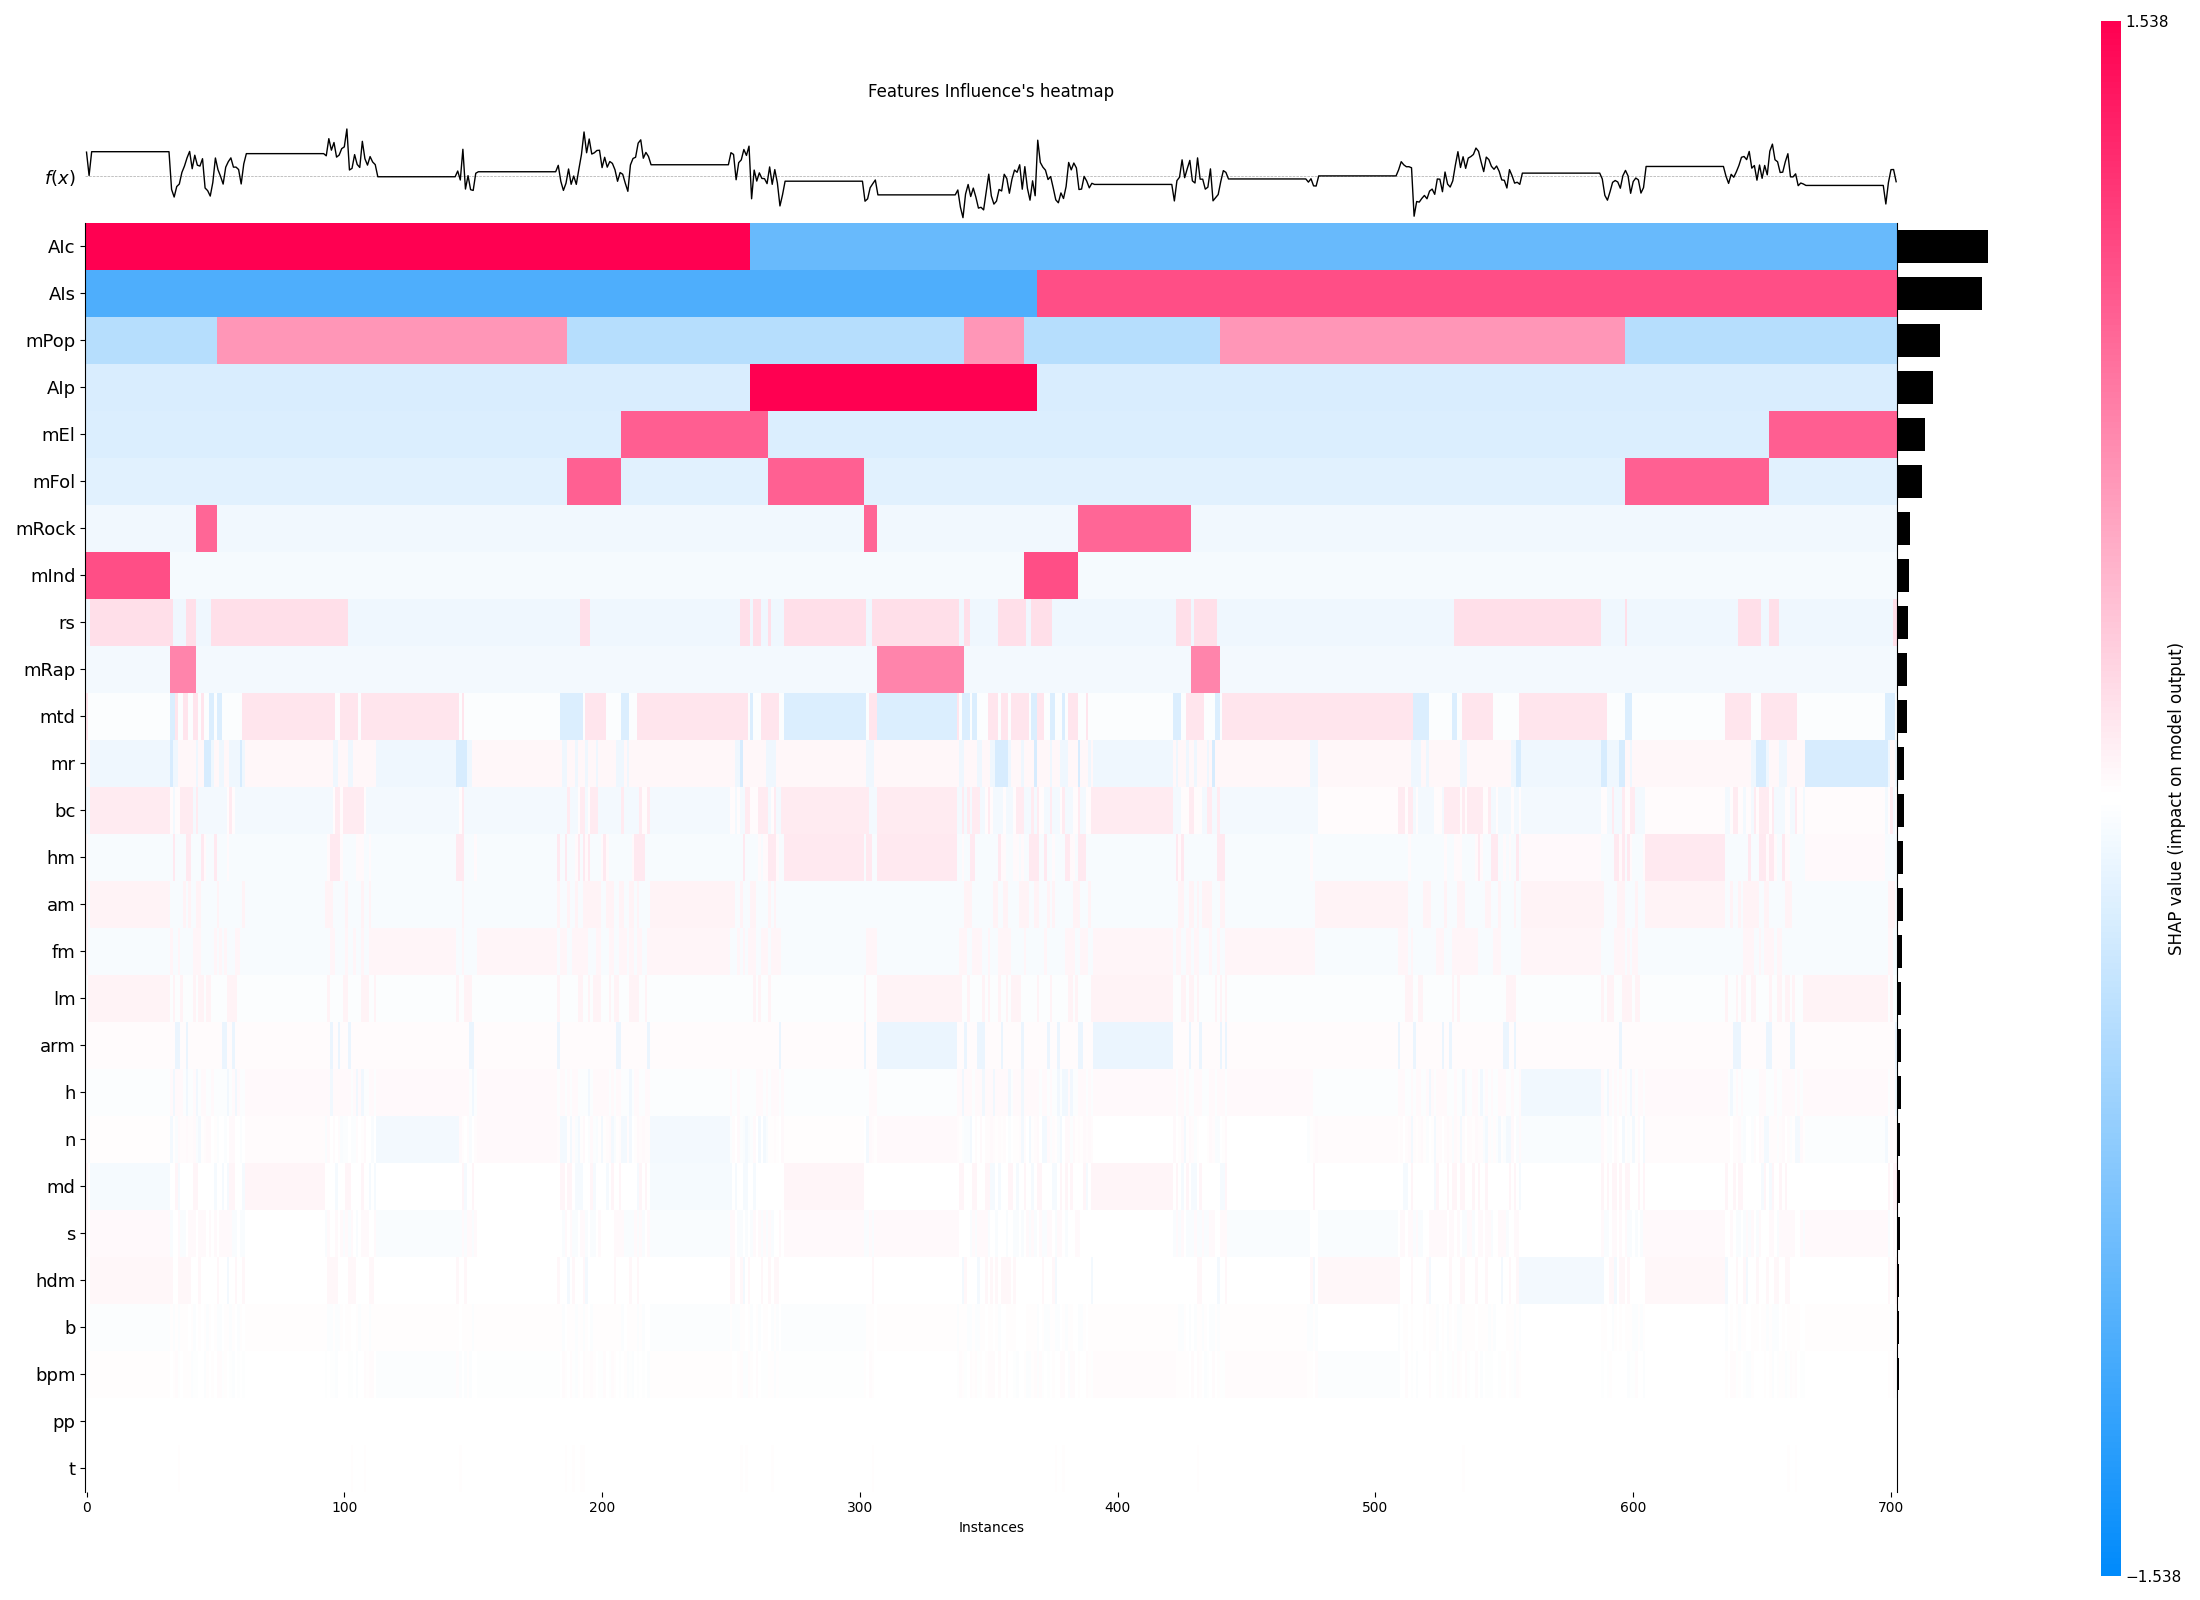 1.538
Features Influence's heatmap
f(x)
AIc
AIs
mPop
AIp
mEl
mFol
mRock
mInd
rs
mRap
mtd
mr
bc
hm
am
fm
lm
arm
h
n
md
s
hdm
b
bpm
pp
t
0 100 200 300 400 500 600 700
Instances
SHAP value (impact on model output)
−1.538